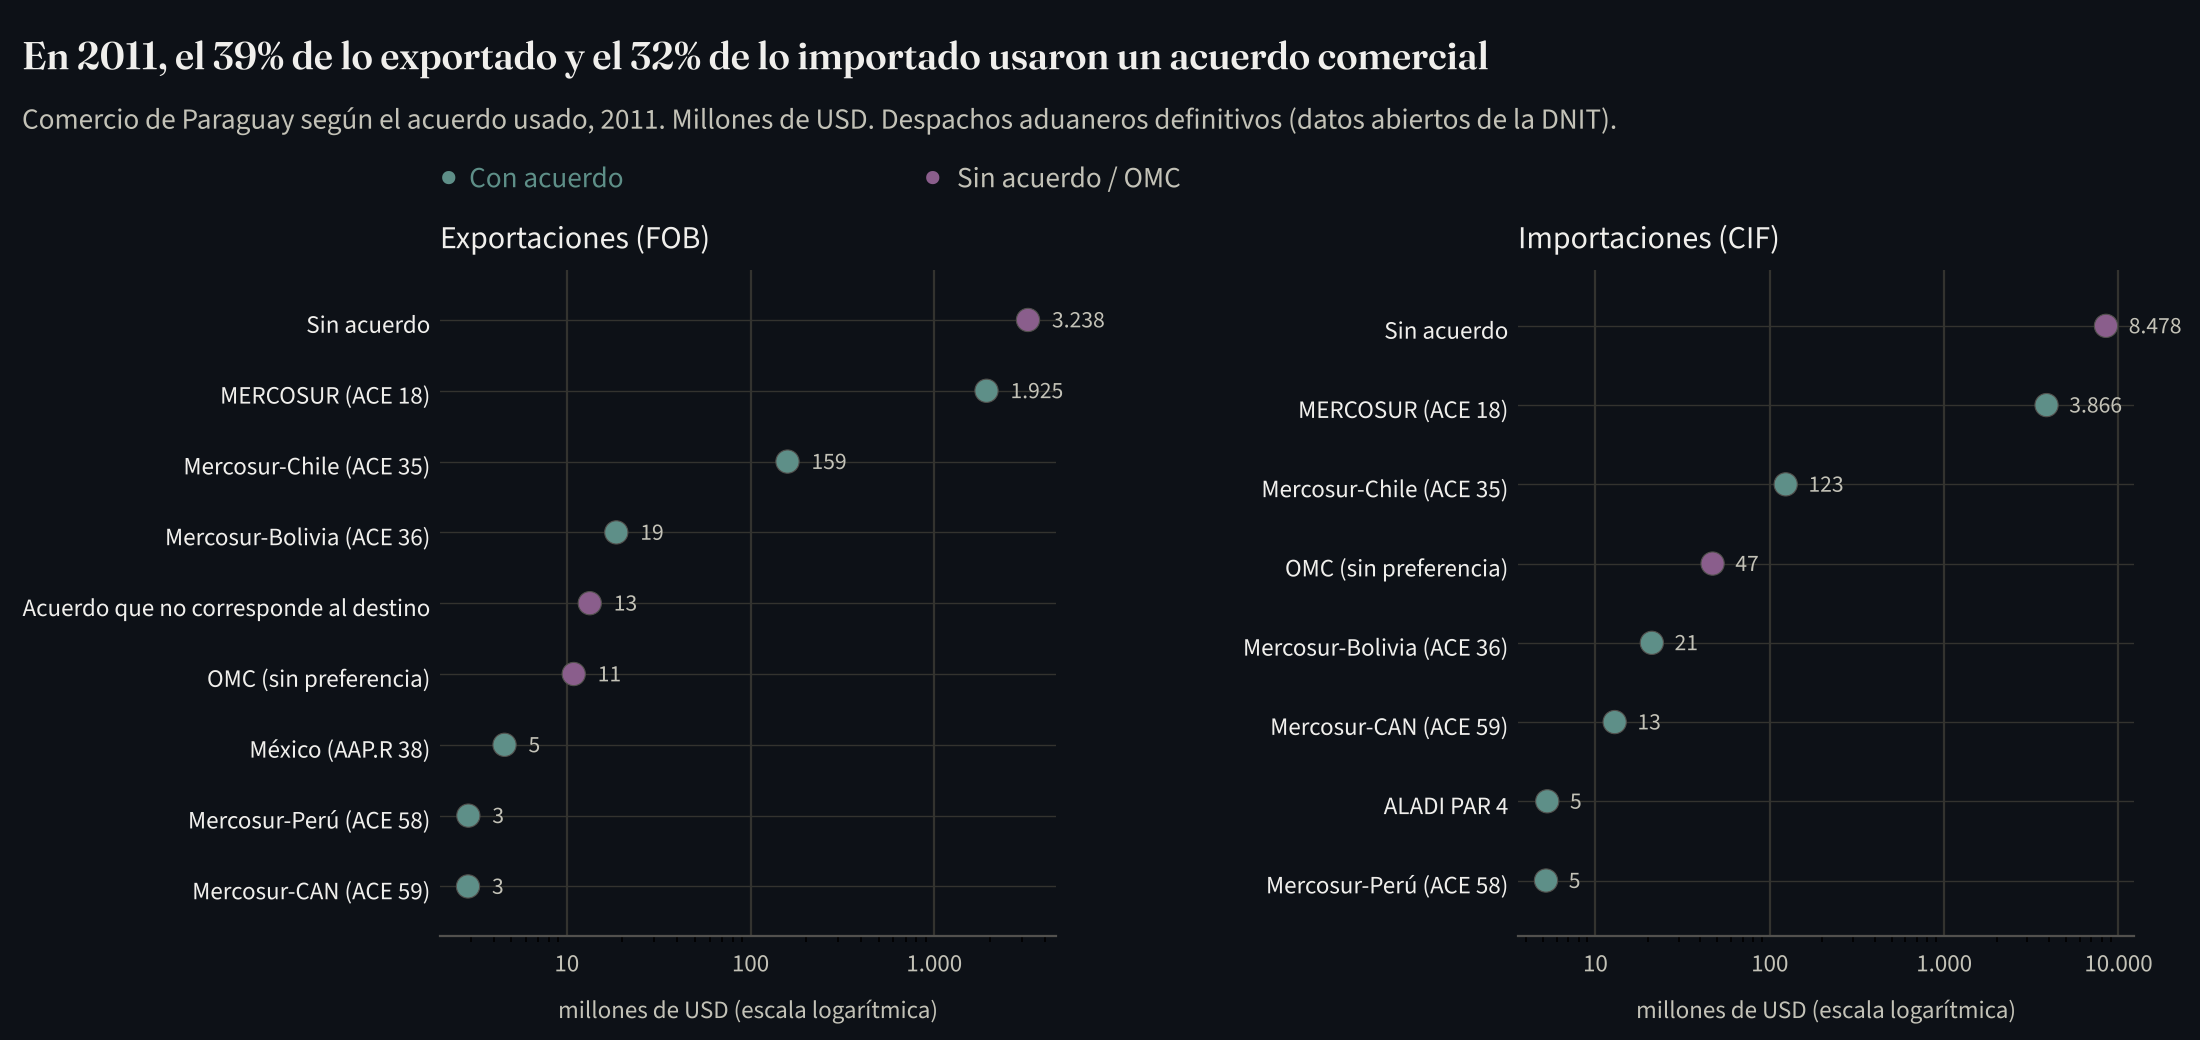 En 2011, el 39% de lo exportado y el 32% de lo importado usaron un acuerdo comercial
Comercio de Paraguay según el acuerdo usado, 2011. Millones de USD. Despachos aduaneros definitivos (datos abiertos de la DNIT).
Con acuerdo
Sin acuerdo / OMC
Exportaciones (FOB)
Sin acuerdo 3.238
MERCOSUR (ACE 18) 1.925
Mercosur-Chile (ACE 35) 159
Mercosur-Bolivia (ACE 36) 19
Acuerdo que no corresponde al destino 13
OMC (sin preferencia) 11
México (AAP.R 38) 5
Mercosur-Perú (ACE 58) 3
Mercosur-CAN (ACE 59) 3
10 100 1.000
millones de USD (escala logarítmica)
Importaciones (CIF)
Sin acuerdo 8.478
MERCOSUR (ACE 18) 3.866
Mercosur-Chile (ACE 35) 123
OMC (sin preferencia) 47
Mercosur-Bolivia (ACE 36) 21
Mercosur-CAN (ACE 59) 13
ALADI PAR 4 5
Mercosur-Perú (ACE 58) 5
10 100 1.000 10.000
millones de USD (escala logarítmica)